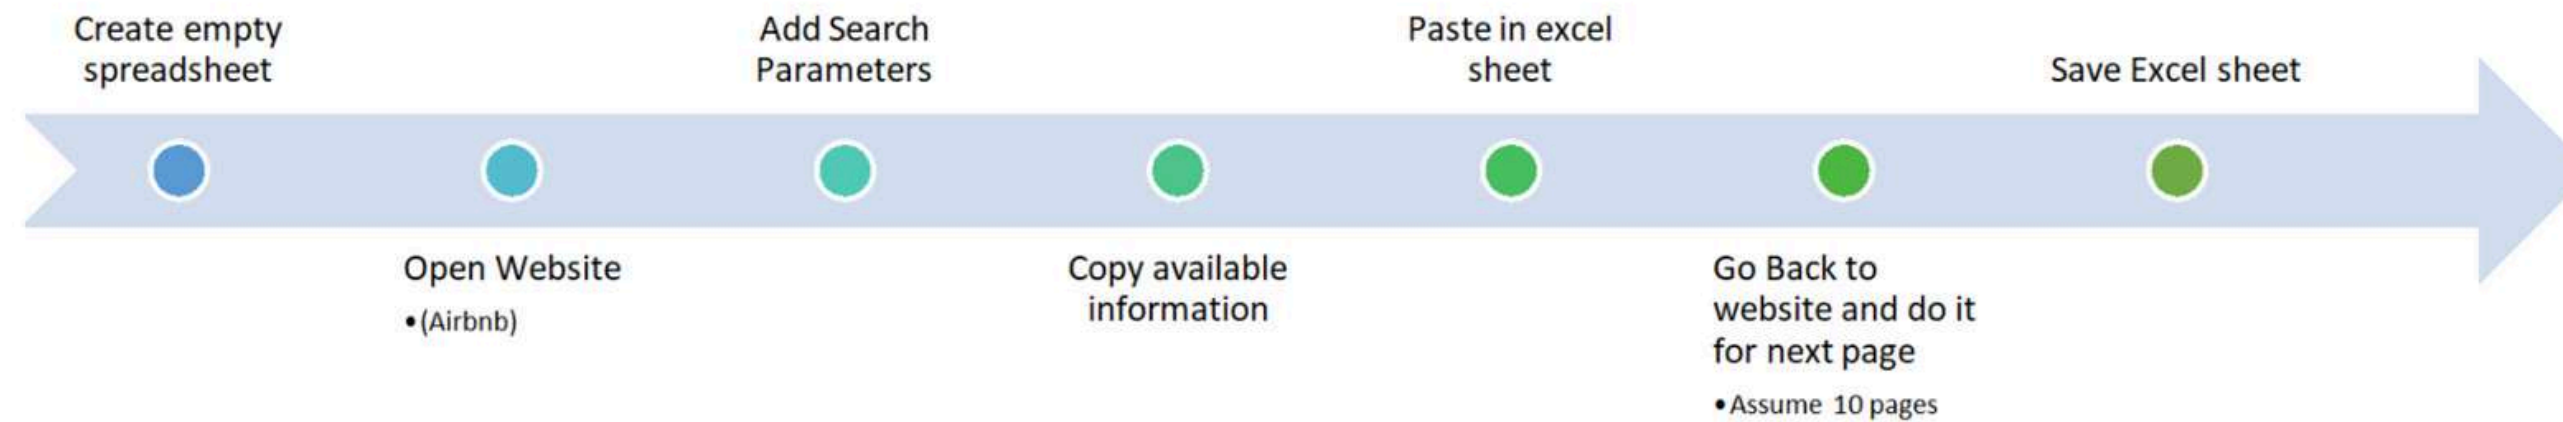 Create empty
spreadsheet
Open Website
•(Airbnb)
Add Search
Parameters
Copy available
information
Paste in excel
sheet
Go Back to
website and do it
for next page
•Assume 10 pages
Save Excel sheet